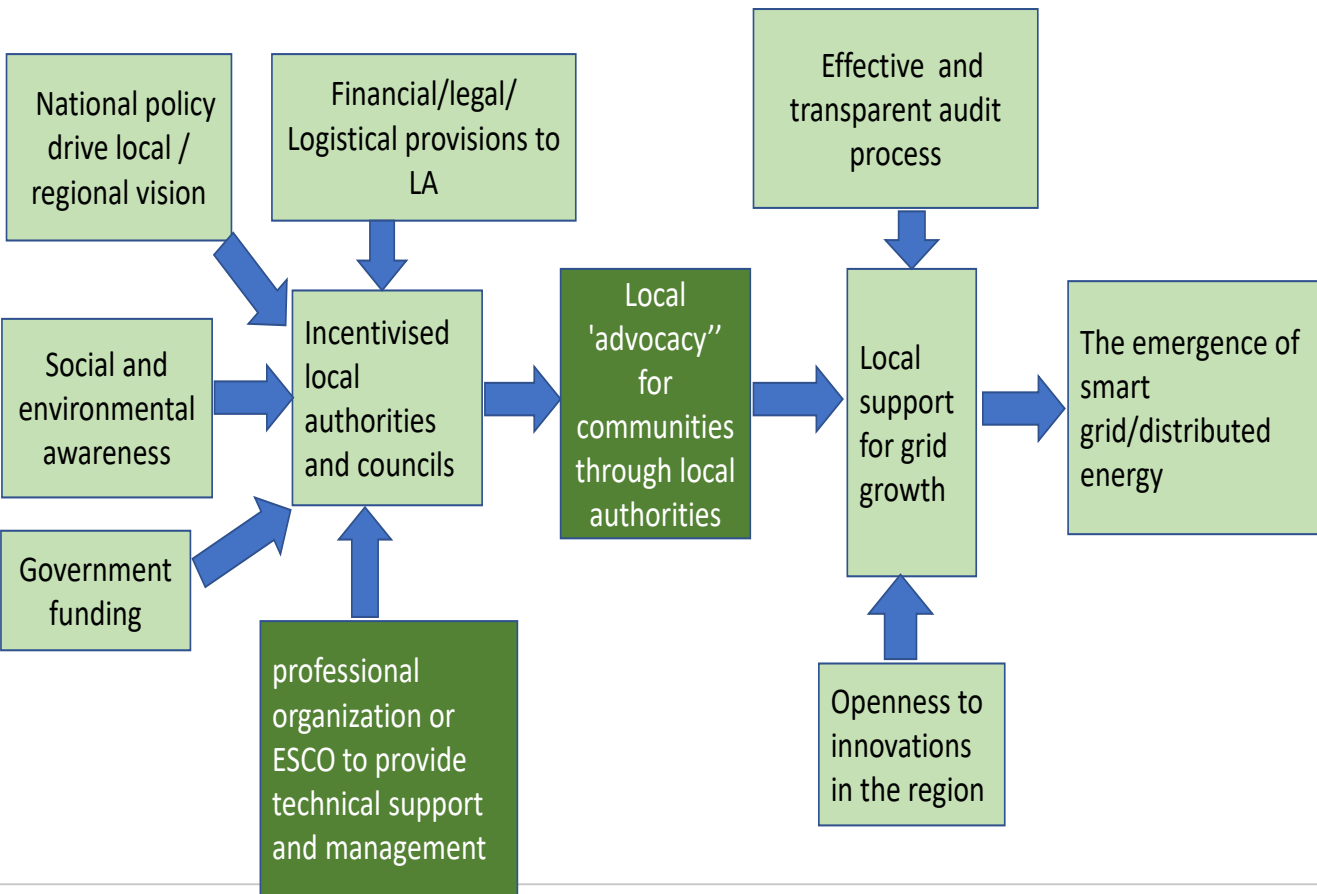 National policy
drive local /
regional vision
Financial/legal/
Logistical provisions to
LA
Effective and
transparent audit
process
Social and
environmental
awareness
Incentivised
local
authorities
and councils
Local
'advocacy’’
for
communities
through local
authorities
Local
support
for grid
growth
The emergence of
smart
grid/distributed
energy
Government
funding
professional
organization or
ESCO to provide
technical support
and management
Openness to
innovations
in the region